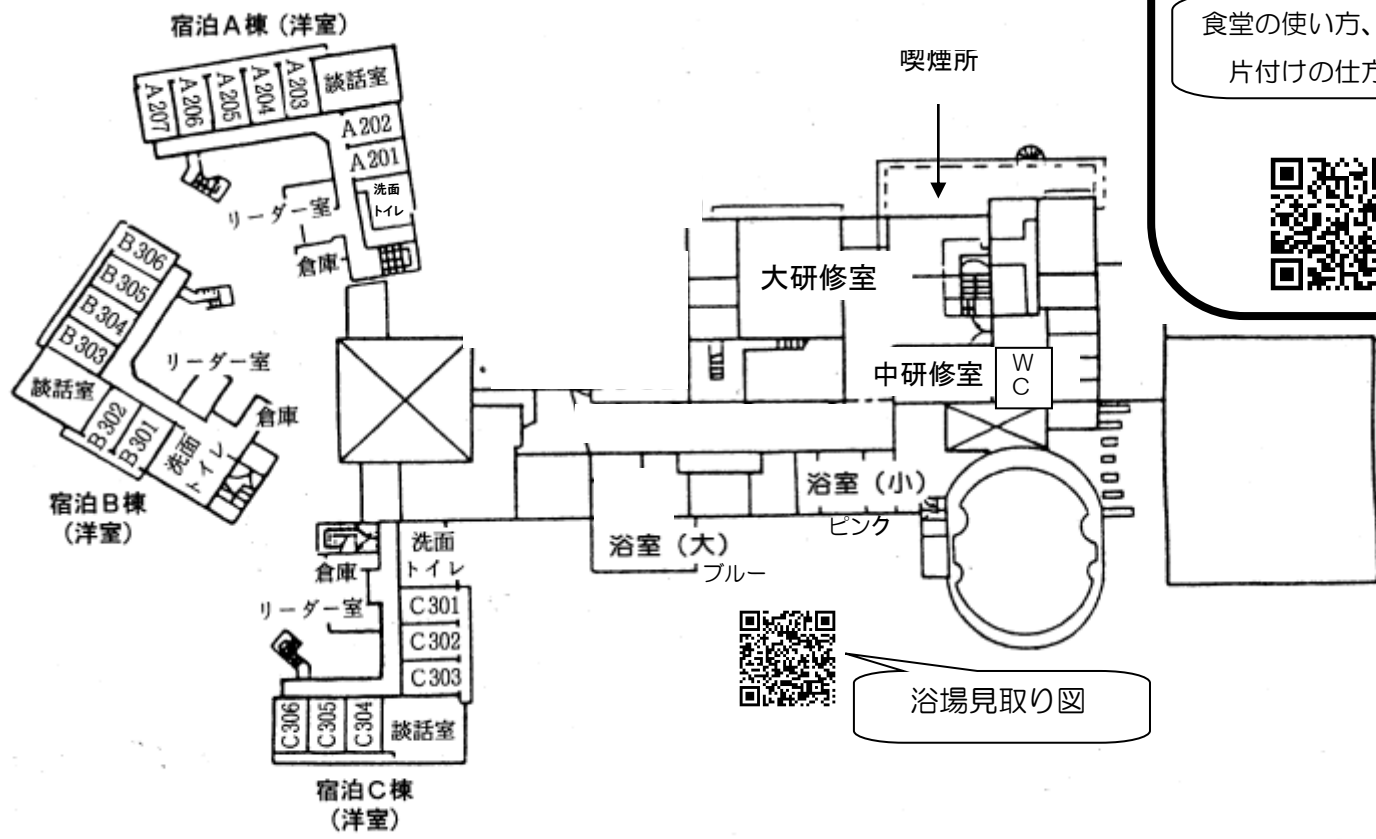 宿泊A棟（洋室）
A207
A206
A205
A204
A203
談話室
A202
A201
洗面
トイレ
リーダー室
倉庫
B306
B305
B304
B303
談話室
B302
B301
洗面
トイレ
リーダー室
倉庫
宿泊B棟
（洋室）
倉庫
洗面
トイレ
リーダー室
C301
C302
C303
C306
C305
C304
談話室
宿泊C棟
（洋室）
喫煙所
大研修室
中研修室
W
C
浴室（小）
ピンク
浴室（大）
ブルー
浴場見取り図
食堂の使い方、
片付けの仕方